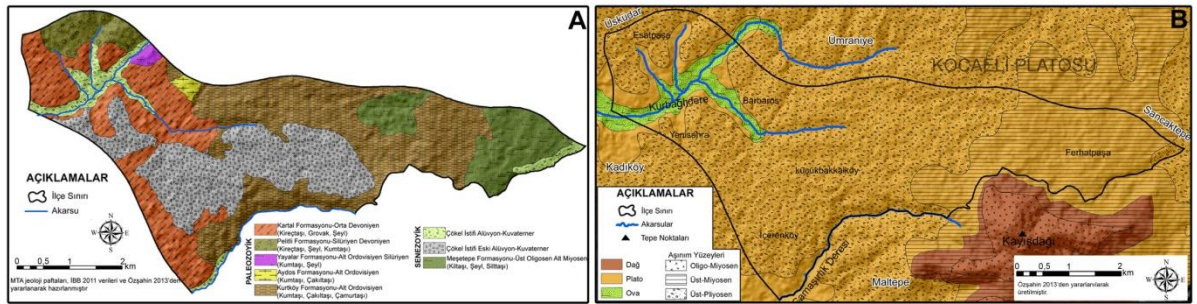 A
AÇIKLAMALAR
İlçe Sınırı
Akarsu
0 0.5 1 2 km
MTA jeoloji paftaları, İBB 2011 verileri ve Özşahin 2013'den
yararlanarak hazırlanmıştır
PALEOZOYİK
Kartal Formasyonu-Orta Devoniyen
(Kireçtaşı, Grovak, Şeyl)
Pelitli Formasyonu-Silüriyen Devoniyen
(Kireçtaşı, Şeyl, Kumtaşı)
Yayalar Formasyonu-Alt Ordovisiyen Silüriyen
(Kumtaşı, Şeyl)
Aydos Formasyonu-Alt Ordovisiyen
(Kumtaşı, Çakıltaşı)
Kurtköy Formasyonu-Alt Ordovisiyen
(Kumtaşı, Çakıltaşı, Çamurtaşı)
SENEZOYİK
Çökel İstifi Alüvyon-Kuvaterner
Çökel İstifi Eski Alüvyon-Kuvaterner
Meşetepe Formasyonu-Üst Oligosen Alt Miyosen
(Kiltaşı, Şeyl, Silttaşı)
N
W E
S
B
Üsküdar
Esatpaşa
Ümraniye
KOCAELİ PLATOSU
Kurbağlıdere
Barbaros
Sancaktepe
Yenisahra
Ferhatpaşa
Kadıköy
küçükbakkalköy
AÇIKLAMALAR
İlçe Sınırı
Akarsular
Tepe Noktaları
Dağ
Plato
Ova
Aşınım Yüzeyleri
Oligo-Miyosen
Üst-Miyosen
Üst-Pliyosen
İçerenköy
Çamaşırlık Deresi
Maltepe
Kayışdağı
0 0.5 1 2
km
Özşahin 2013'den yararlanılarak
üretilmiştir.
N
W E
S